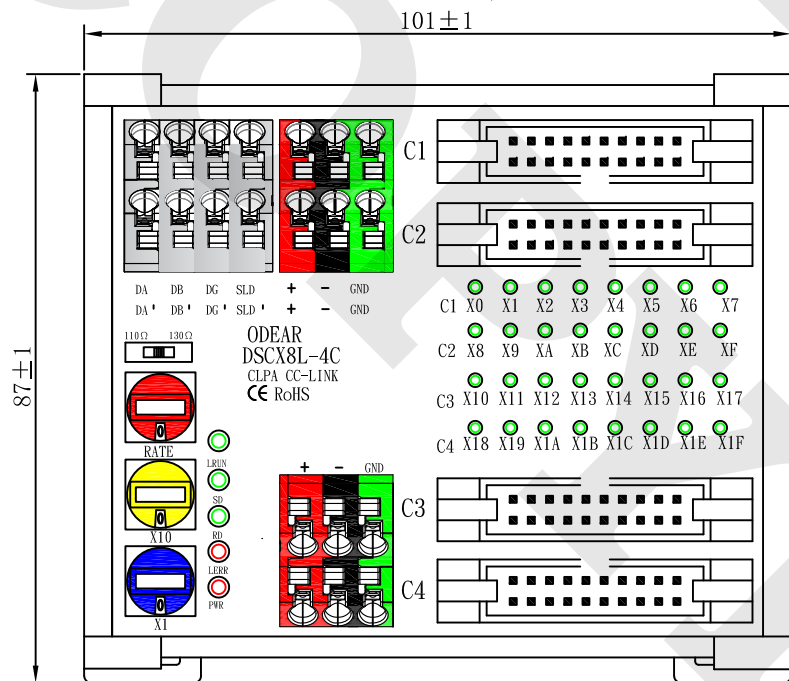 101±1
87±1
C1
C2
DA DB DG SLD + − GND
DA' DB' DG' SLD' + − GND
C1 X0 X1 X2 X3 X4 X5 X6 X7
110Ω 130Ω
ODEAR
DSCX8L-4C
CLPA CC-LINK
CE RoHS
C2 X8 X9 XA XB XC XD XE XF
C3 X10 X11 X12 X13 X14 X15 X16 X17
C4 X18 X19 X1A X1B X1C X1D X1E X1F
RATE
LRUN
SD
X10
RD
LERR
PWR
X1
+ − GND
C3
C4
COPY